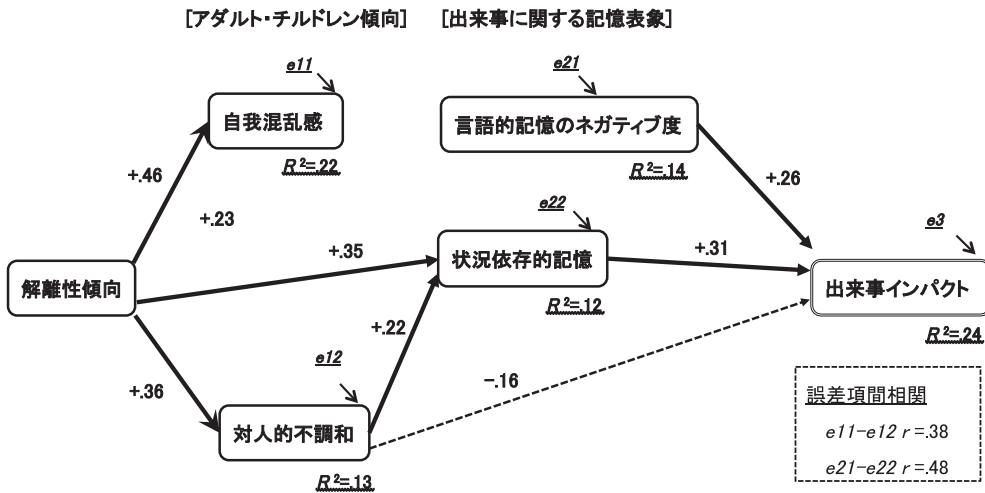 [アダルト・チルドレン傾向] [出来事に関する記憶表象]
e11
e21
自我混乱感
言語的記憶のネガティブ度
R²=.22
R²=.14
+.46
+.26
+.23
e22
e3
+.35
状況依存的記憶
+.31
解離性傾向
出来事インパクト
R²=.12
+.22
R²=.24
e12
+.36
-.16
対人的不調和
R²=.13
誤差項間相関
e11-e12 r =.38
e21-e22 r =.48